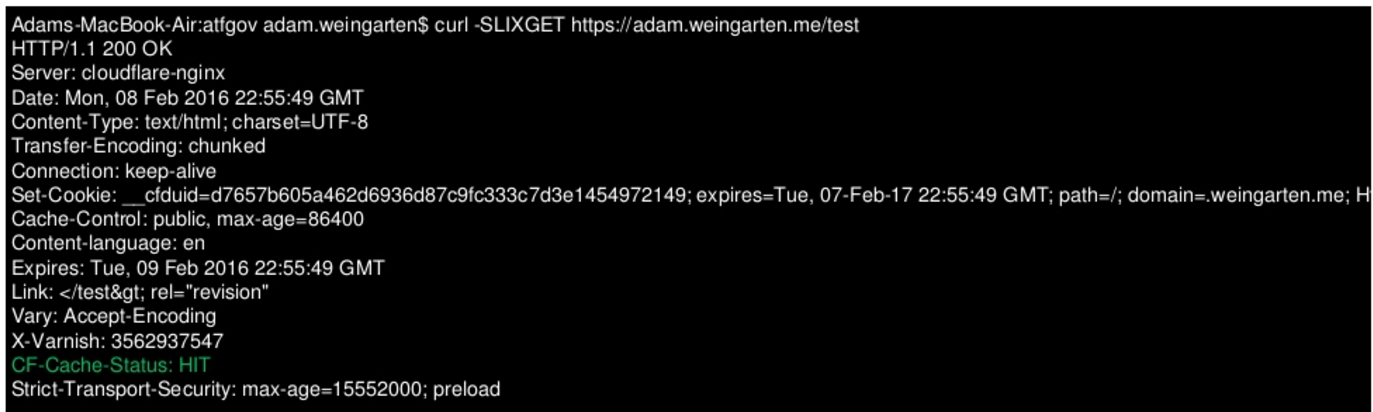 Adams-MacBook-Air:atfgov adam.weingarten$ curl -SLIXGET https://adam.weingarten.me/test
HTTP/1.1 200 OK
Server: cloudflare-nginx
Date: Mon, 08 Feb 2016 22:55:49 GMT
Content-Type: text/html; charset=UTF-8
Transfer-Encoding: chunked
Connection: keep-alive
Set-Cookie: __cfduid=d7657b605a462d6936d87c9fc333c7d3e1454972149; expires=Tue, 07-Feb-17 22:55:49 GMT; path=/; domain=.weingarten.me; H
Cache-Control: public, max-age=86400
Content-language: en
Expires: Tue, 09 Feb 2016 22:55:49 GMT
Link: </test&gt; rel="revision"
Vary: Accept-Encoding
X-Varnish: 3562937547
CF-Cache-Status: HIT
Strict-Transport-Security: max-age=15552000; preload